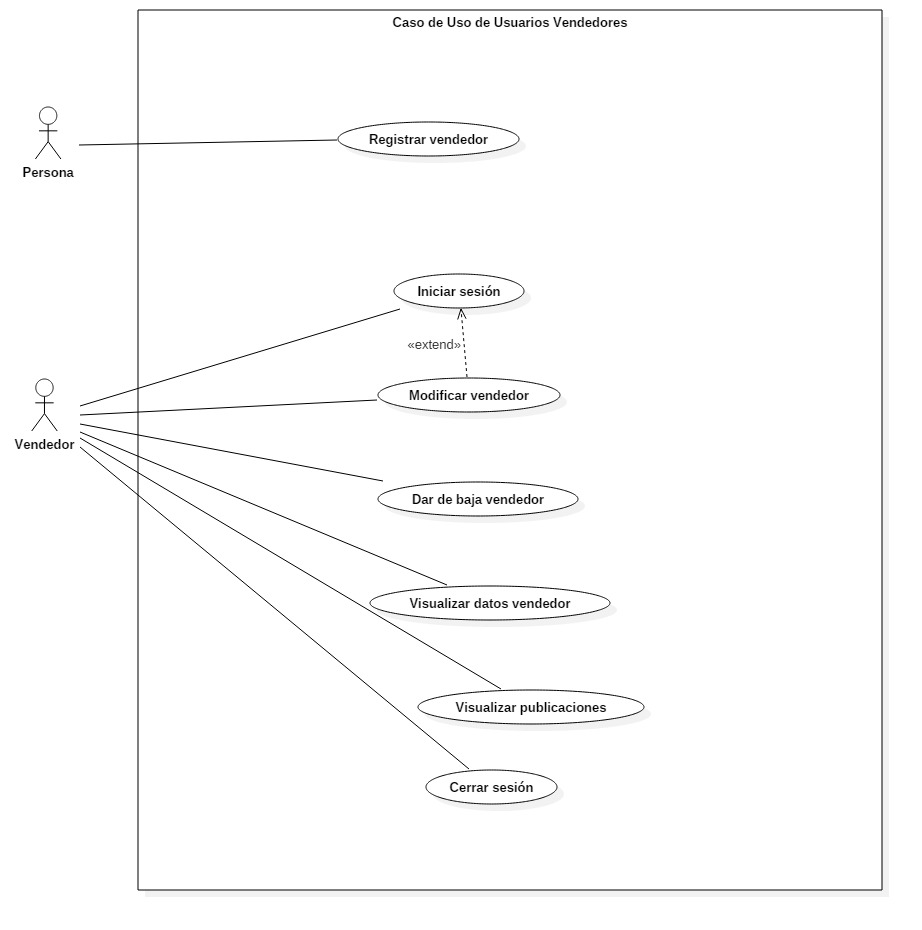 Caso de Uso de Usuarios Vendedores
Registrar vendedor
Persona
Iniciar sesión
«extend»
Modificar vendedor
Vendedor
Dar de baja vendedor
Visualizar datos vendedor
Visualizar publicaciones
Cerrar sesión